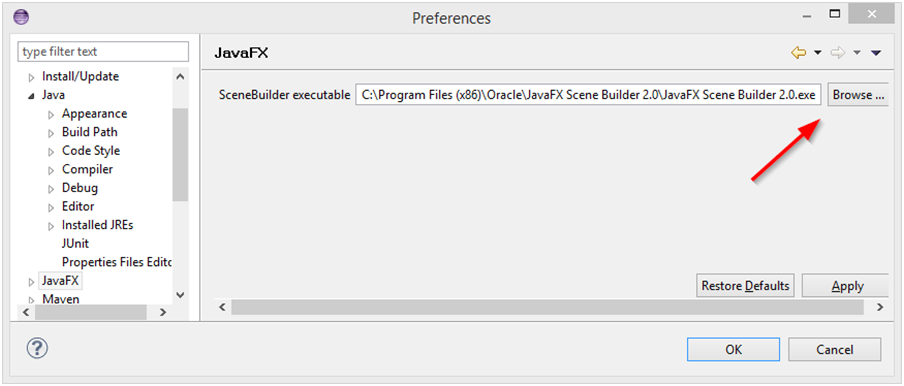 Preferences
type filter text
Install/Update
Java
Appearance
Build Path
Code Style
Compiler
Debug
Editor
Installed JREs
JUnit
Properties Files Edito
JavaFX
Maven
JavaFX
SceneBuilder executable C:\Program Files (x86)\Oracle\JavaFX Scene Builder 2.0\JavaFX Scene Builder 2.0.exe Browse ...
Restore Defaults Apply
OK Cancel